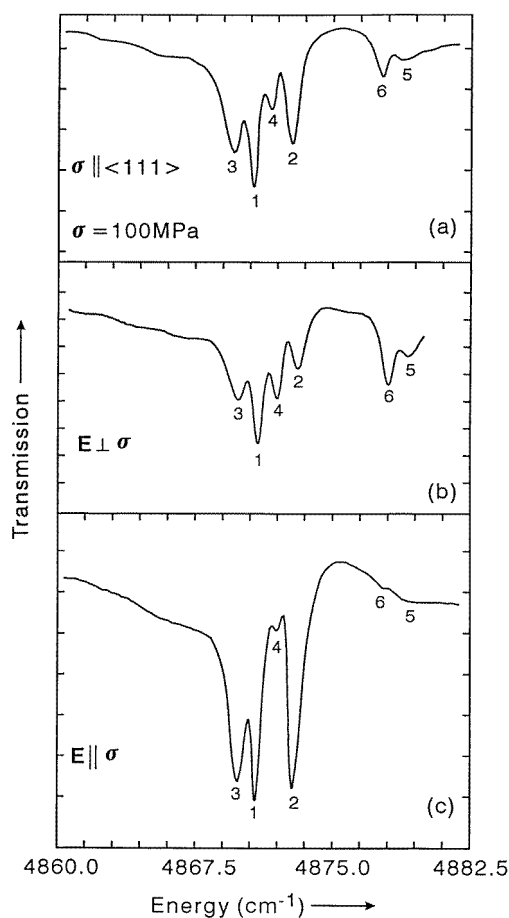 3
1
4
2
6
5
σ ∥ <111>
σ = 100MPa
(a)
3
1
4
2
6
5
E ⊥ σ
(b)
Transmission
3
1
4
2
6
5
E ∥ σ
(c)
4860.0 4867.5 4875.0 4882.5
Energy (cm⁻¹)